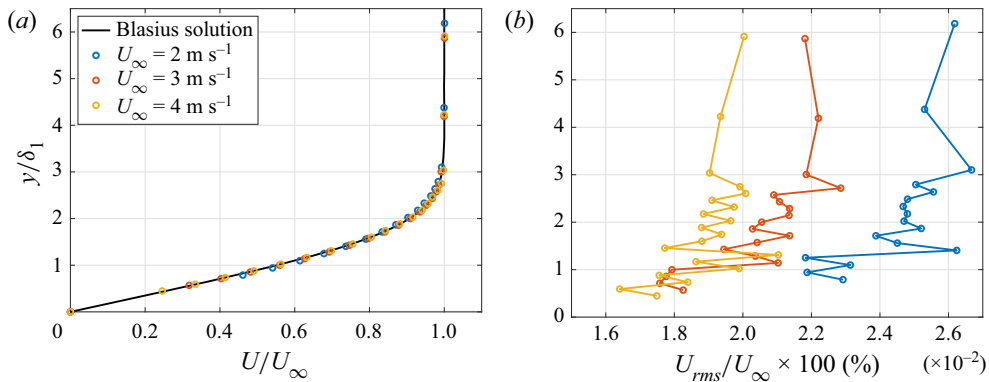 (a)
6
5
4
3
2
1
0
y/δ₁
Blasius solution
U∞ = 2 m s⁻¹
U∞ = 3 m s⁻¹
U∞ = 4 m s⁻¹
0 0.2 0.4 0.6 0.8 1.0
U/U∞
(b)
6
5
4
3
2
1
0
1.6 1.8 2.0 2.2 2.4 2.6
Urms/U∞ × 100 (%) (×10⁻²)